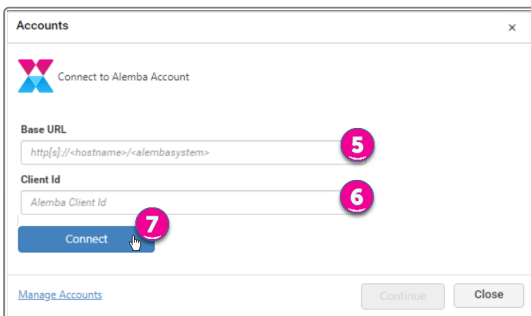 Accounts ×
Connect to Alemba Account
Base URL
http[s]://<hostname>/<alembasystem> 5
Client Id
Alemba Client Id 6
7
Connect
Manage Accounts Continue Close